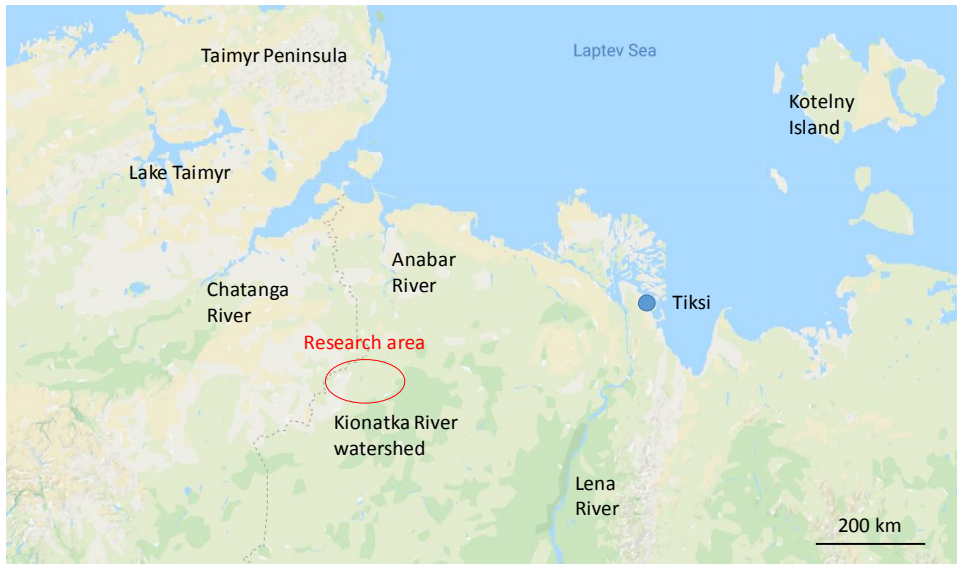 Taimyr Peninsula
Laptev Sea
Kotelny
Island
Lake Taimyr
Anabar
River
Chatanga
River
Tiksi
Research area
Kionatka River
watershed
Lena
River
200 km